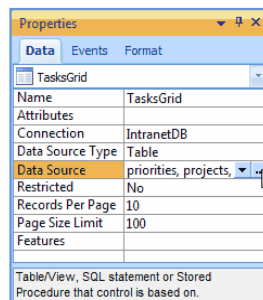 Properties
Data Events Format
TasksGrid
Name TasksGrid
Attributes
Connection IntranetDB
Data Source Type Table
Data Source priorities, projects, ...
Restricted No
Records Per Page 10
Page Size Limit 100
Features
Table/View, SQL statement or Stored
Procedure that control is based on.